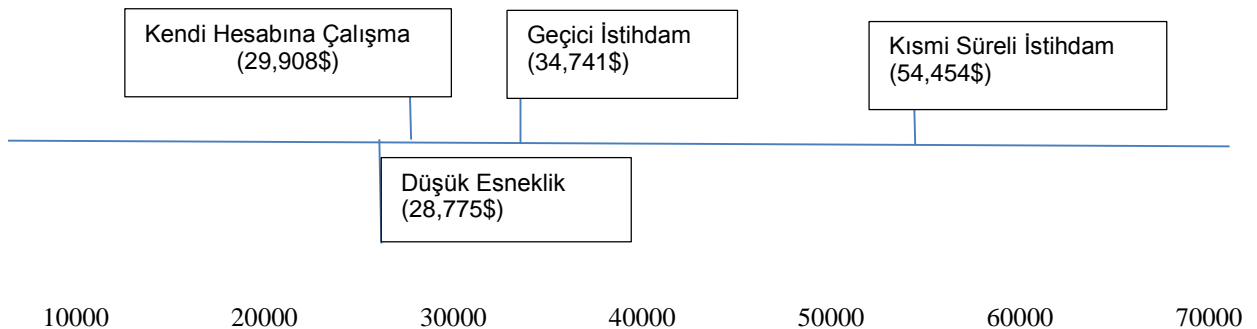 Kendi Hesabına Çalışma
(29,908$)
Geçici İstihdam
(34,741$)
Kısmi Süreli İstihdam
(54,454$)
Düşük Esneklik
(28,775$)
10000 20000 30000 40000 50000 60000 70000